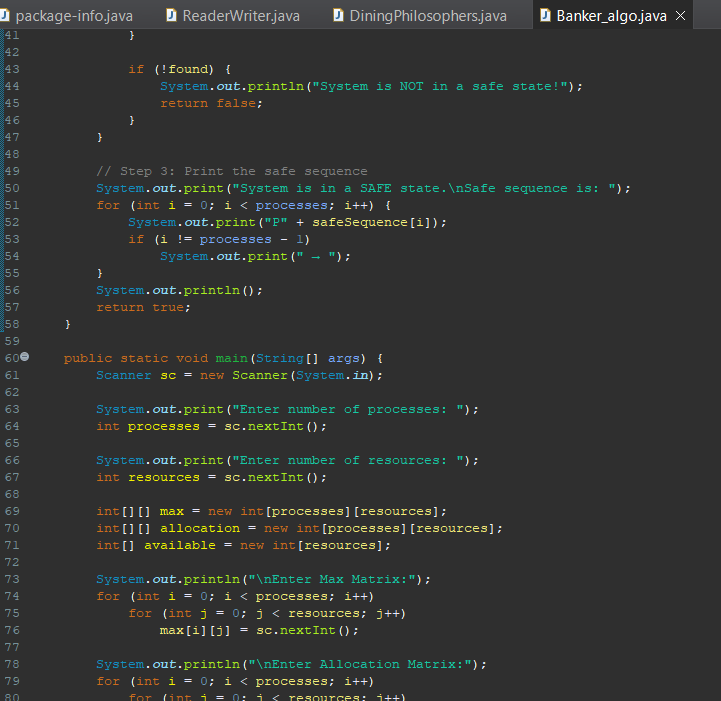 package-info.java ReaderWriter.java DiningPhilosophers.java Banker_algo.java
41 }
42
43 if (!found) {
44 System.out.println("System is NOT in a safe state!");
45 return false;
46 }
47 }
48
49 // Step 3: Print the safe sequence
50 System.out.print("System is in a SAFE state.\nSafe sequence is: ");
51 for (int i = 0; i < processes; i++) {
52 System.out.print("P" + safeSequence[i]);
53 if (i != processes - 1)
54 System.out.print(" → ");
55 }
56 System.out.println();
57 return true;
58 }
59
60 public static void main(String[] args) {
61 Scanner sc = new Scanner(System.in);
62
63 System.out.print("Enter number of processes: ");
64 int processes = sc.nextInt();
65
66 System.out.print("Enter number of resources: ");
67 int resources = sc.nextInt();
68
69 int[][] max = new int[processes][resources];
70 int[][] allocation = new int[processes][resources];
71 int[] available = new int[resources];
72
73 System.out.println("\nEnter Max Matrix:");
74 for (int i = 0; i < processes; i++)
75 for (int j = 0; j < resources; j++)
76 max[i][j] = sc.nextInt();
77
78 System.out.println("\nEnter Allocation Matrix:");
79 for (int i = 0; i < processes; i++)
80 for (int j = 0; j < resources; j++)